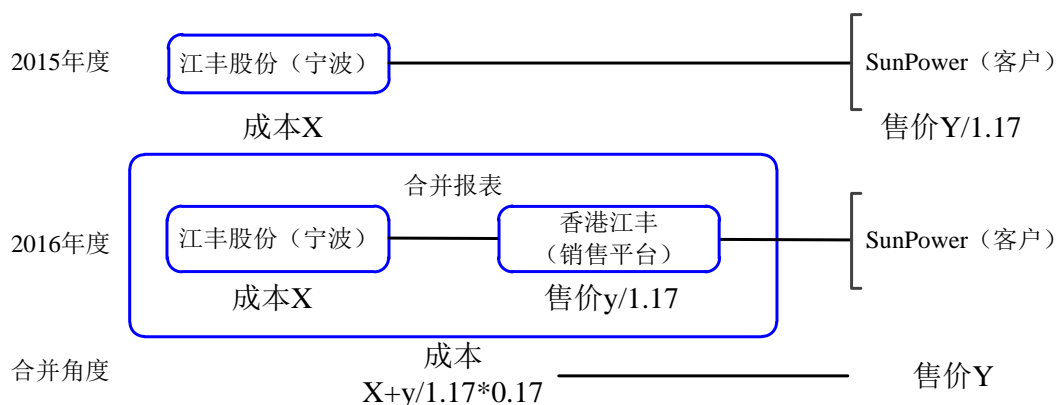 2015年度
江丰股份（宁波）
SunPower（客户）
成本X
售价Y/1.17
合并报表
2016年度
江丰股份（宁波）
香港江丰
（销售平台）
SunPower（客户）
成本X
售价y/1.17
合并角度
成本
X+y/1.17*0.17
售价Y